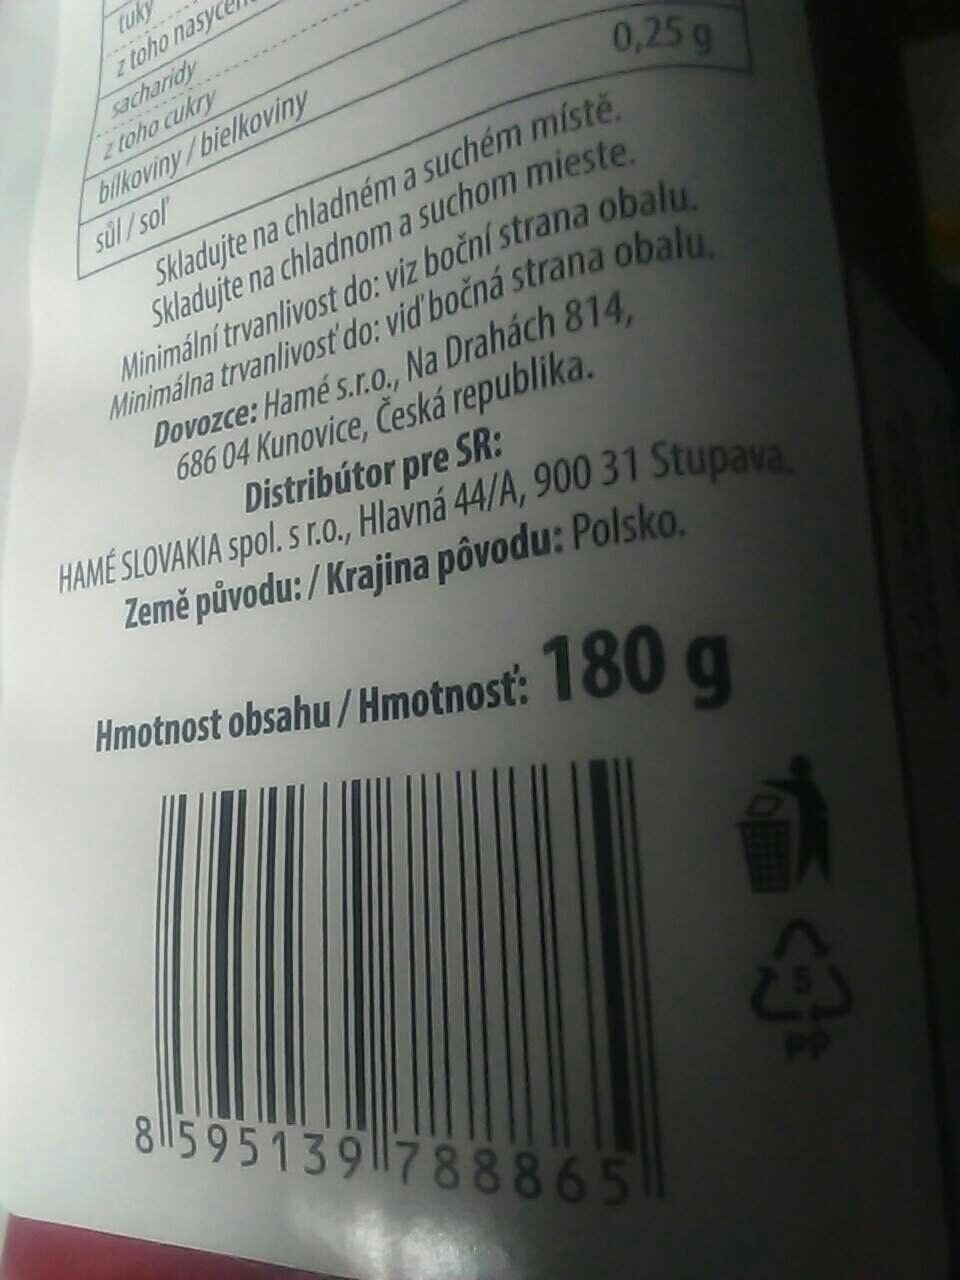 tuky
z toho
sacharidy
z toho cukry
bílkoviny / bielkoviny
sůl / soľ
0,25 g
Skladujte na chladném a suchém místě.
Skladujte na chladnom a suchom mieste.
Minimální trvanlivost do: viz boční strana obalu.
Minimálna trvanlivosť do: viď bočná strana obalu.
Dovozce: Hamé s.r.o., Na Drahách 814,
686 04 Kunovice, Česká republika.
Distribútor pre SR:
HAMÉ SLOVAKIA spol. s r.o., Hlavná 44/A, 900 31 Stupava.
Země původu: / Krajina pôvodu: Polsko.
Hmotnost obsahu / Hmotnosť: 180 g
5
PP
8 595139 788865